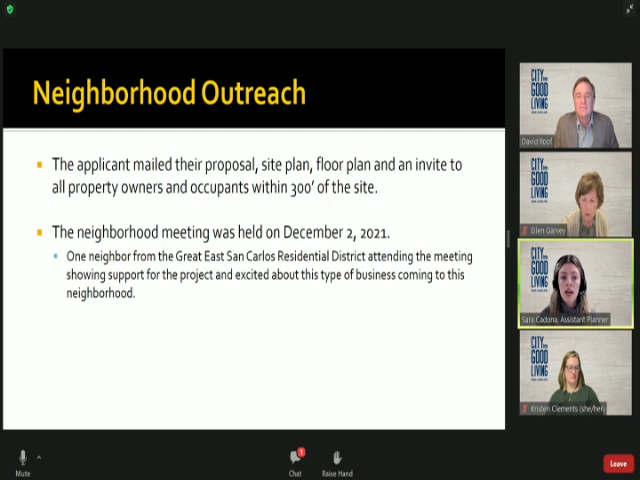 Neighborhood Outreach
The applicant mailed their proposal, site plan, floor plan and an invite to
all property owners and occupants within 300' of the site.
The neighborhood meeting was held on December 2, 2021.
One neighbor from the Great East San Carlos Residential District attending the meeting
showing support for the project and excited about this type of business coming to this
neighborhood.
CITY
GOOD
LIVING
David Roof
CITY
GOOD
LIVING
Ellen Garvey
CITY
GOOD
LIVING
Sara Cadona, Assistant Planner
CITY
GOOD
LIVING
Kristen Clements (she/her)
Mute
Chat
1
Raise Hand
Leave